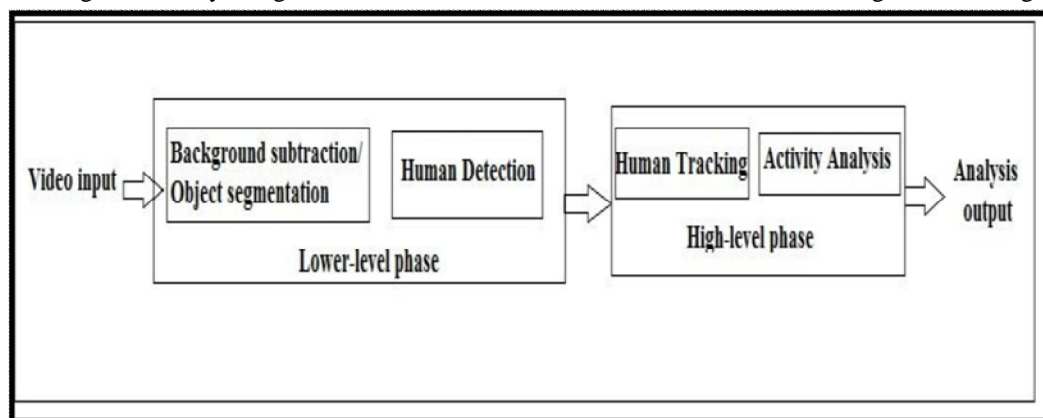 Video input
Background subtraction/
Object segmentation
Human Detection
Lower-level phase
Human Tracking
Activity Analysis
High-level phase
Analysis
output